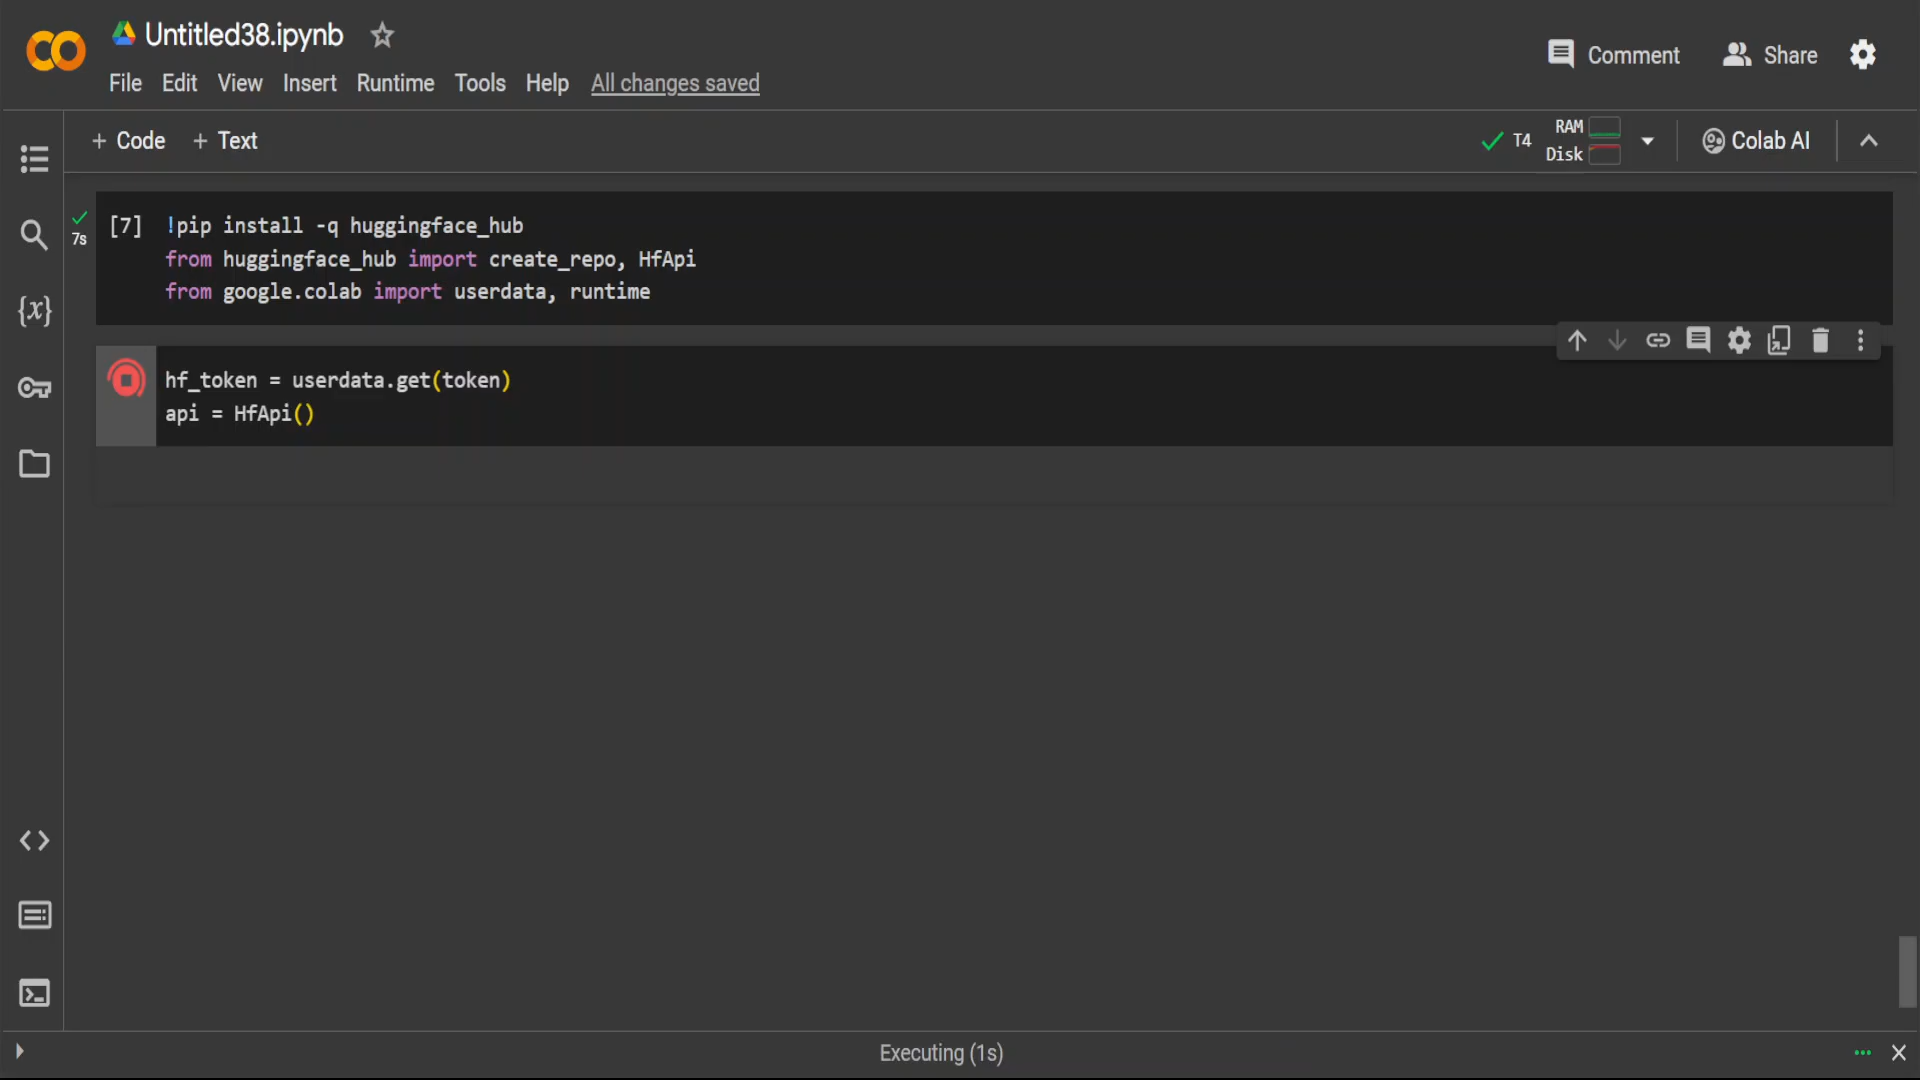 Untitled38.ipynb
File Edit View Insert Runtime Tools Help All changes saved
Comment Share
+ Code + Text
T4 RAM Disk Colab AI
7s
[7] !pip install -q huggingface_hub
from huggingface_hub import create_repo, HfApi
from google.colab import userdata, runtime
hf_token = userdata.get(token)
api = HfApi()
{x}
Executing (1s)